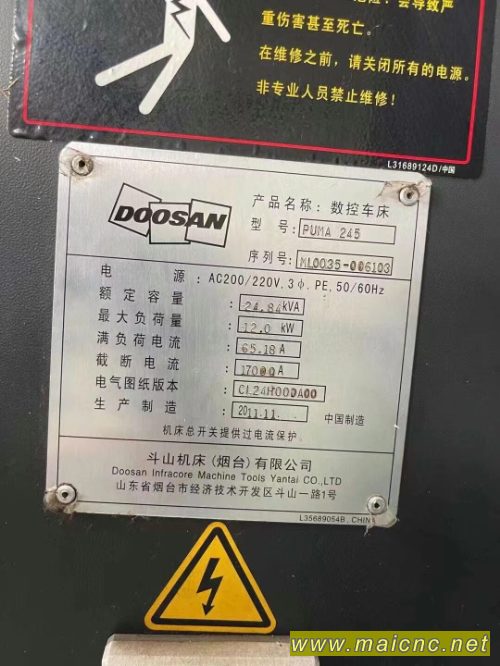 重伤害甚至死亡。
在维修之前，请关闭所有的电源。
非专业人员禁止维修！
L31689124D/中国
DOOSAN
产品名称: 数控车床
型 号: PUMA 245
序列号: ML0035-006103
电 源 : AC200/220V, 3Φ, PE, 50/60Hz
额定容量 : 24.84kVA
最大负荷量 : 12.0 kW
满负荷电流 : 65.18 A
截断电流 : 17000 A
电气图纸版本 : CL24H000A00
生产制造 : 2011.11. 中国制造
机床总开关提供过电流保护.
斗山机床(烟台)有限公司
Doosan Infracore Machine Tools Yantai CO.,LTD
山东省烟台市经济技术开发区斗山一路1号
L35689054B, CHINA
www.maicnc.net